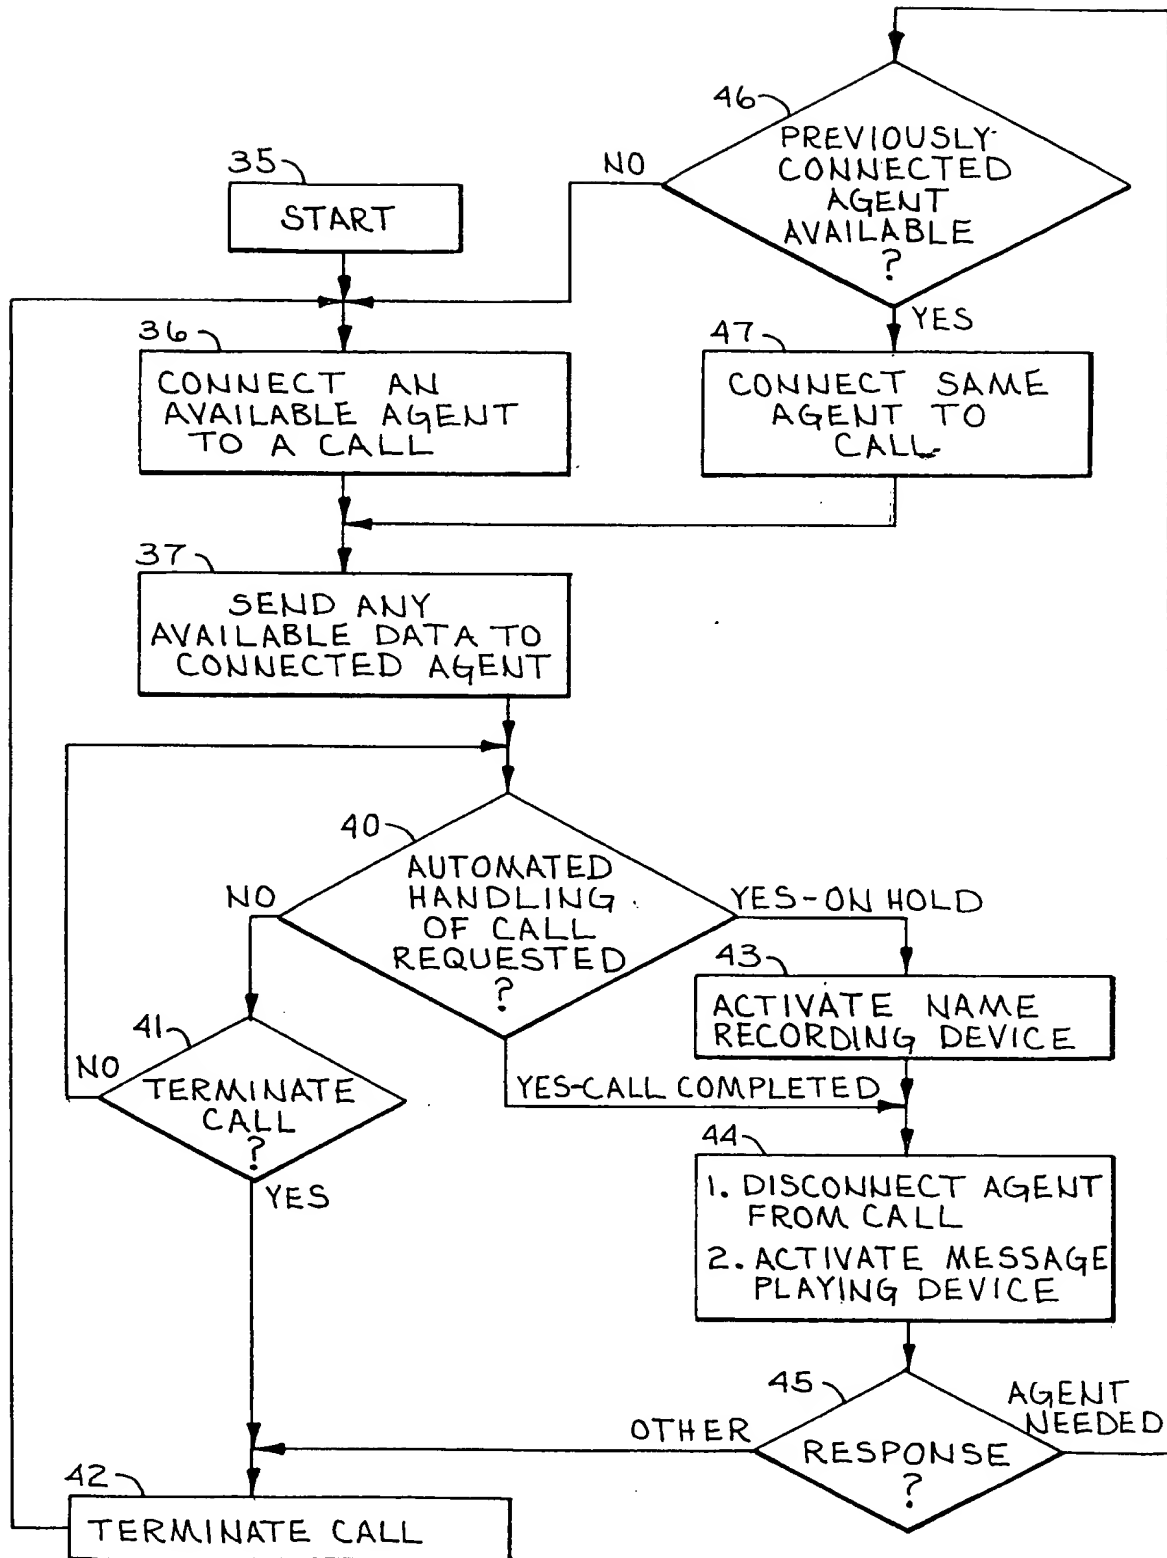 46
PREVIOUSLY
CONNECTED
AGENT
AVAILABLE
?
NO
YES
35
START
36
CONNECT AN
AVAILABLE AGENT
TO A CALL
47
CONNECT SAME
AGENT TO
CALL
37
SEND ANY
AVAILABLE DATA TO
CONNECTED AGENT
40
AUTOMATED
HANDLING
OF CALL
REQUESTED
?
NO
YES-ON HOLD
43
ACTIVATE NAME
RECORDING DEVICE
41
NO
TERMINATE
CALL
?
YES
YES-CALL COMPLETED
44
1. DISCONNECT AGENT
FROM CALL
2. ACTIVATE MESSAGE
PLAYING DEVICE
45
AGENT
NEEDED
OTHER
RESPONSE
?
42
TERMINATE CALL